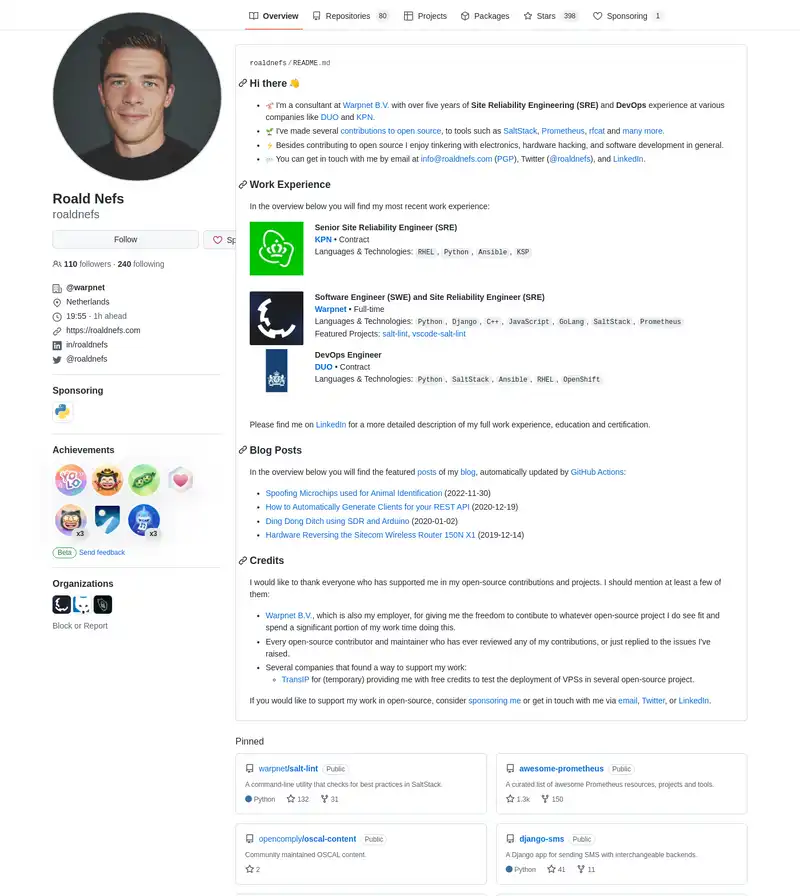 Overview
Repositories 80
Projects
Packages
Stars 398
Sponsoring 1
Roald Nefs
roaldnefs
Follow
Sp
110 followers · 240 following
@warpnet
Netherlands
19:55 · 1h ahead
https://roaldnefs.com
in/roaldnefs
@roaldnefs
Sponsoring
Achievements
YOLO
x3
x3
Beta Send feedback
Organizations
Block or Report
roaldnefs / README.md
Hi there 👋
I'm a consultant at Warpnet B.V. with over five years of Site Reliability Engineering (SRE) and DevOps experience at various
companies like DUO and KPN.
I've made several contributions to open source, to tools such as SaltStack, Prometheus, rfcat and many more.
⚡ Besides contributing to open source I enjoy tinkering with electronics, hardware hacking, and software development in general.
You can get in touch with me by email at info@roaldnefs.com (PGP), Twitter (@roaldnefs), and LinkedIn.
Work Experience
In the overview below you will find my most recent work experience:
Senior Site Reliability Engineer (SRE)
KPN • Contract
Languages & Technologies: RHEL, Python, Ansible, KSP
Software Engineer (SWE) and Site Reliability Engineer (SRE)
Warpnet • Full-time
Languages & Technologies: Python, Django, C++, JavaScript, GoLang, SaltStack, Prometheus
Featured Projects: salt-lint, vscode-salt-lint
DevOps Engineer
DUO • Contract
Languages & Technologies: Python, SaltStack, Ansible, RHEL, OpenShift
Please find me on LinkedIn for a more detailed description of my full work experience, education and certification.
Blog Posts
In the overview below you will find the featured posts of my blog, automatically updated by GitHub Actions:
Spoofing Microchips used for Animal Identification (2022-11-30)
How to Automatically Generate Clients for your REST API (2020-12-19)
Ding Dong Ditch using SDR and Arduino (2020-01-02)
Hardware Reversing the Sitecom Wireless Router 150N X1 (2019-12-14)
Credits
I would like to thank everyone who has supported me in my open-source contributions and projects. I should mention at least a few of
them:
Warpnet B.V., which is also my employer, for giving me the freedom to contibute to whatever open-source project I do see fit and
spend a significant portion of my work time doing this.
Every open-source contributor and maintainer who has ever reviewed any of my contributions, or just replied to the issues I've
raised.
Several companies that found a way to support my work:
TransIP for (temporary) providing me with free credits to test the deployment of VPSs in several open-source project.
If you would like to support my work in open-source, consider sponsoring me or get in touch with me via email, Twitter, or LinkedIn.
Pinned
warpnet/salt-lint Public
A command-line utility that checks for best practices in SaltStack.
Python 132 31
awesome-prometheus Public
A curated list of awesome Prometheus resources, projects and tools.
1.3k 150
opencomply/oscal-content Public
Community maintained OSCAL content.
2
django-sms Public
A Django app for sending SMS with interchangeable backends.
Python 41 11